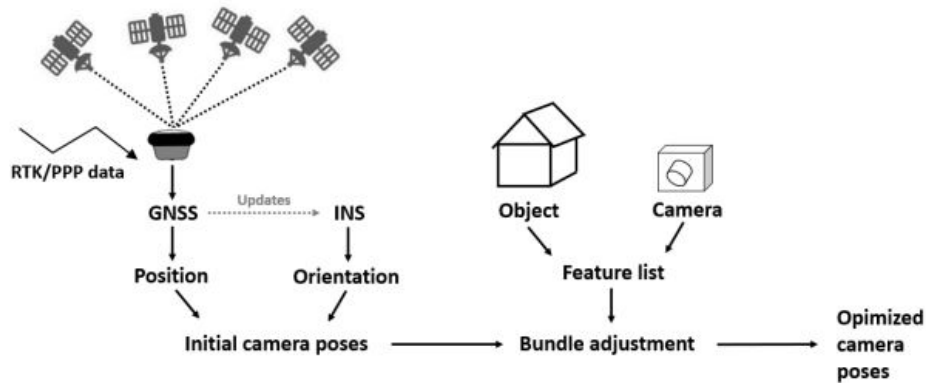 RTK/PPP data
GNSS
Updates
INS
Object
Camera
Position
Orientation
Feature list
Initial camera poses
Bundle adjustment
Opimized
camera
poses